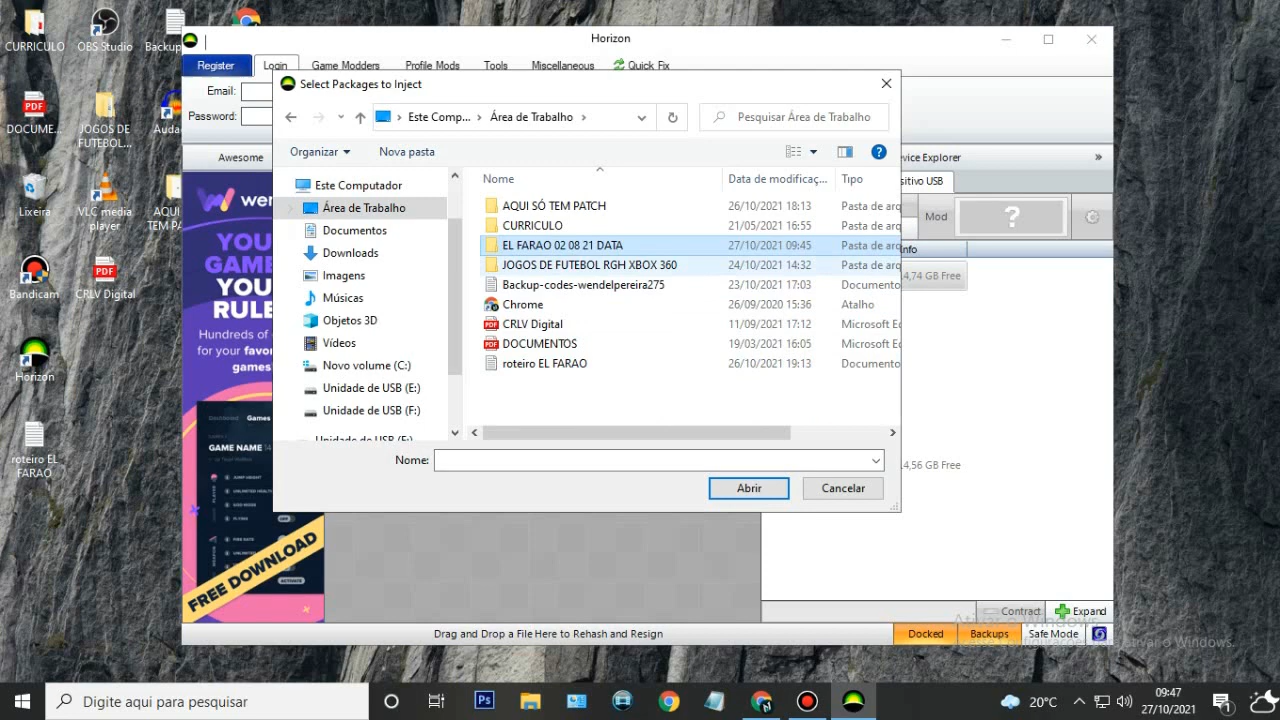 CURRICULO
OBS Studio
Backup
Horizon
Register
Login
Game Modders
Profile Mods
Tools
Miscellaneous
Quick Fix
Email:
Password:
Select Packages to Inject
Este Comp...
Área de Trabalho
Pesquisar Área de Trabalho
DOCUME...
JOGOS DE FUTEBOL...
Organizar
Nova pasta
?
Awesome
Device Explorer
»
Nome
Data de modificaç...
Tipo
Este Computador
Área de Trabalho
Documentos
Downloads
Imagens
Músicas
Objetos 3D
Vídeos
Novo volume (C:)
Unidade de USB (E:)
Unidade de USB (F:)
AQUI SÓ TEM PATCH 26/10/2021 18:13 Pasta de arq
CURRICULO 21/05/2021 16:55 Pasta de arq
EL FARAO 02 08 21 DATA 27/10/2021 09:45 Pasta de arq
JOGOS DE FUTEBOL RGH XBOX 360 24/10/2021 14:32 Pasta de arq
Backup-codes-wendelpereira275 23/10/2021 17:03 Documento
Chrome 26/09/2020 15:36 Atalho
CRLV Digital 11/09/2021 17:12 Microsoft Ed
DOCUMENTOS 19/03/2021 16:05 Microsoft Ed
roteiro EL FARAO 26/10/2021 19:13 Documento
sitivo USB
Mod
?
nfo
4,74 GB Free
4,56 GB Free
Lixeira
VLC media player
AQUI TEM PA
Bandicam
CRLV Digital
Horizon
roteiro EL FARAO
YOU
GAME
YOU
RULE
Hundreds of
for your favor
games!
GAME NAME
FREE DOWNLOAD
Nome:
Abrir
Cancelar
Contract
Expand
Drag and Drop a File Here to Rehash and Resign
Docked
Backups
Safe Mode
Ativar o Windows
Digite aqui para pesquisar
Ps
20°C
09:47
27/10/2021